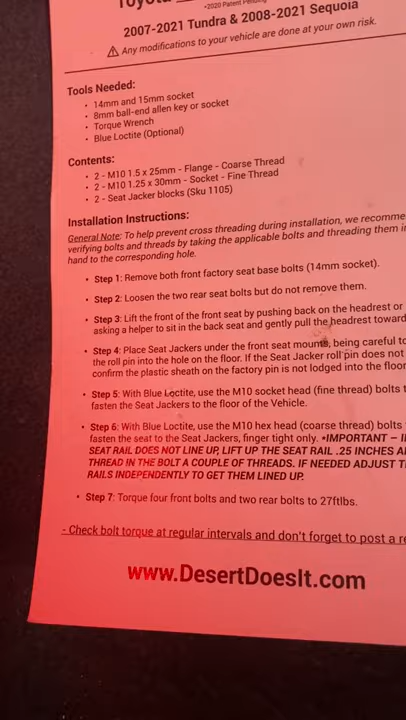 Toyota
•2020 Patent Pending
2007-2021 Tundra & 2008-2021 Sequoia
⚠ Any modifications to your vehicle are done at your own risk.
Tools Needed:
• 14mm and 15mm socket
• 8mm ball-end allen key or socket
• Torque Wrench
• Blue Loctite (Optional)
Contents:
• 2 - M10 1.5 x 25mm - Flange - Coarse Thread
• 2 - M10 1.25 x 30mm - Socket - Fine Thread
• 2 - Seat Jacker blocks (Sku 1105)
Installation Instructions:
General Note: To help prevent cross threading during installation, we recomme
verifying bolts and threads by taking the applicable bolts and threading them i
hand to the corresponding hole.
• Step 1: Remove both front factory seat base bolts (14mm socket).
• Step 2: Loosen the two rear seat bolts but do not remove them.
• Step 3: Lift the front of the front seat by pushing back on the headrest or
asking a helper to sit in the back seat and gently pull the headrest toward
• Step 4: Place Seat Jackers under the front seat mounts, being careful to
the roll pin into the hole on the floor. If the Seat Jacker roll pin does not
confirm the plastic sheath on the factory pin is not lodged into the floor
• Step 5: With Blue Loctite, use the M10 socket head (fine thread) bolts t
fasten the Seat Jackers to the floor of the Vehicle.
• Step 6: With Blue Loctite, use the M10 hex head (coarse thread) bolts
fasten the seat to the Seat Jackers, finger tight only. •IMPORTANT – I
SEAT RAIL DOES NOT LINE UP, LIFT UP THE SEAT RAIL .25 INCHES A
THREAD IN THE BOLT A COUPLE OF THREADS. IF NEEDED ADJUST T
RAILS INDEPENDENTLY TO GET THEM LINED UP.
• Step 7: Torque four front bolts and two rear bolts to 27ftlbs.
- Check bolt torque at regular intervals and don't forget to post a re
www.DesertDoesIt.com